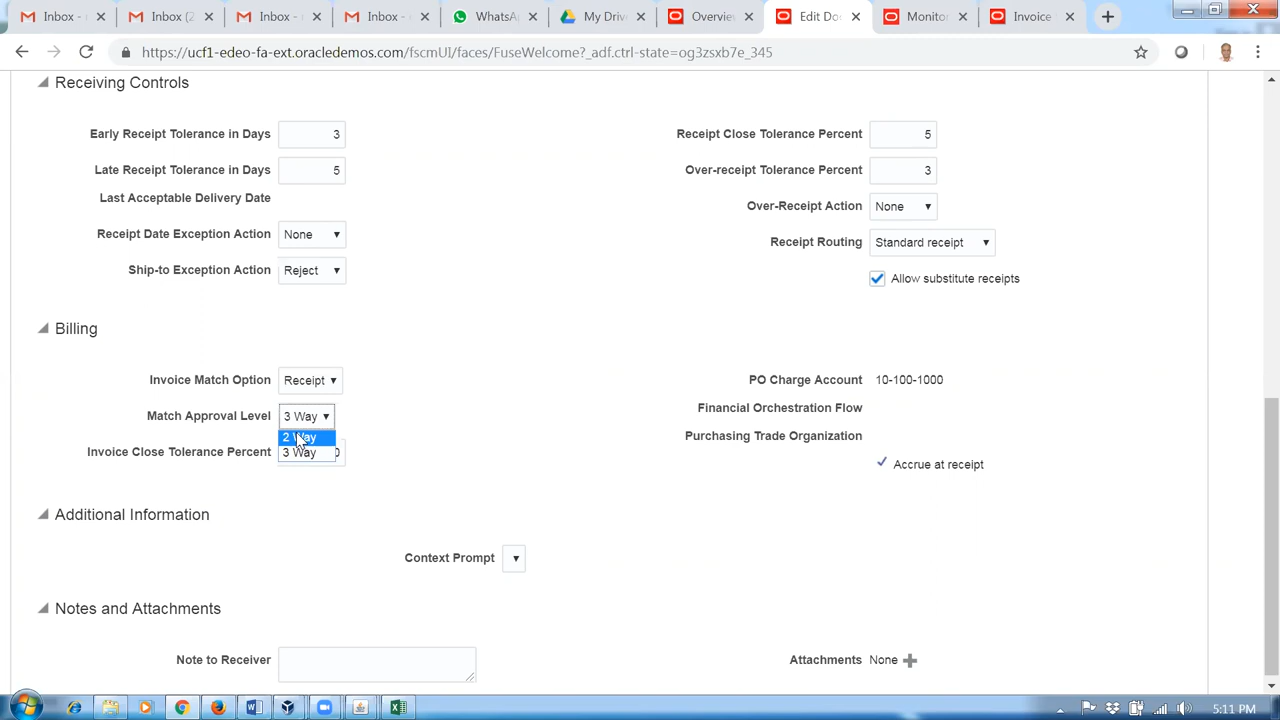 Inbox -
Inbox -
Inbox -
Inbox -
WhatsA
My Driv
Overvie
Edit Doc
Monito
Invoice
https://ucf1-edeo-fa-ext.oracledemos.com/fscmUI/faces/FuseWelcome?_adf.ctrl-state=og3zsxb7e_345
Receiving Controls
Early Receipt Tolerance in Days 3
Receipt Close Tolerance Percent 5
Late Receipt Tolerance in Days 5
Over-receipt Tolerance Percent 3
Last Acceptable Delivery Date
Over-Receipt Action None
Receipt Date Exception Action None
Receipt Routing Standard receipt
Ship-to Exception Action Reject
Allow substitute receipts
Billing
Invoice Match Option Receipt
PO Charge Account 10-100-1000
Match Approval Level 3 Way
Financial Orchestration Flow
2 Way
Purchasing Trade Organization
Invoice Close Tolerance Percent 3 Way 0
Accrue at receipt
Additional Information
Context Prompt
Notes and Attachments
Note to Receiver
Attachments None
5:11 PM